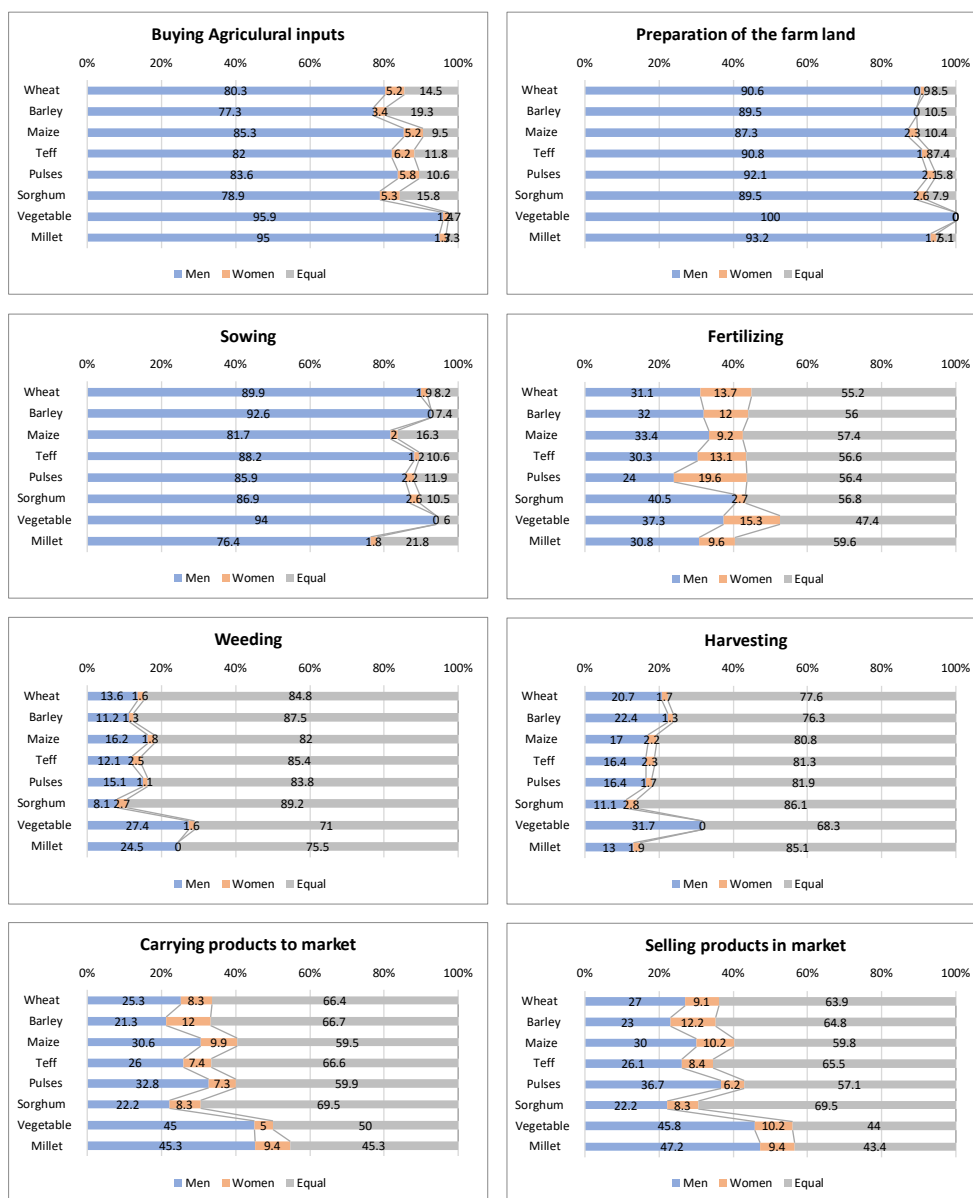 Buying Agriculural inputs
0% 20% 40% 60% 80% 100%
Wheat 80.3 5.2 14.5
Barley 77.3 3.4 19.3
Maize 85.3 5.2 9.5
Teff 82 6.2 11.8
Pulses 83.6 5.8 10.6
Sorghum 78.9 5.3 15.8
Vegetable 95.9
Millet 95
Men Women Equal
Preparation of the farm land
0% 20% 40% 60% 80% 100%
Wheat 90.6 0.9 8.5
Barley 89.5 0 10.5
Maize 87.3 2.3 10.4
Teff 90.8 1.8 7.4
Pulses 92.1 2.1 5.8
Sorghum 89.5 2.6 7.9
Vegetable 100 0
Millet 93.2 1.7 5.1
Men Women Equal
Sowing
0% 20% 40% 60% 80% 100%
Wheat 89.9 1.9 8.2
Barley 92.6 0 7.4
Maize 81.7 2 16.3
Teff 88.2 1.2 10.6
Pulses 85.9 2.2 11.9
Sorghum 86.9 2.6 10.5
Vegetable 94 0 6
Millet 76.4 1.8 21.8
Men Women Equal
Fertilizing
0% 20% 40% 60% 80% 100%
Wheat 31.1 13.7 55.2
Barley 32 12 56
Maize 33.4 9.2 57.4
Teff 30.3 13.1 56.6
Pulses 24 19.6 56.4
Sorghum 40.5 2.7 56.8
Vegetable 37.3 15.3 47.4
Millet 30.8 9.6 59.6
Men Women Equal
Weeding
0% 20% 40% 60% 80% 100%
Wheat 13.6 1.6 84.8
Barley 11.2 1.3 87.5
Maize 16.2 1.8 82
Teff 12.1 2.5 85.4
Pulses 15.1 1.1 83.8
Sorghum 8.1 2.7 89.2
Vegetable 27.4 1.6 71
Millet 24.5 0 75.5
Men Women Equal
Harvesting
0% 20% 40% 60% 80% 100%
Wheat 20.7 1.7 77.6
Barley 22.4 1.3 76.3
Maize 17 2.2 80.8
Teff 16.4 2.3 81.3
Pulses 16.4 1.7 81.9
Sorghum 11.1 2.8 86.1
Vegetable 31.7 0 68.3
Millet 13 1.9 85.1
Men Women Equal
Carrying products to market
0% 20% 40% 60% 80% 100%
Wheat 25.3 8.3 66.4
Barley 21.3 12 66.7
Maize 30.6 9.9 59.5
Teff 26 7.4 66.6
Pulses 32.8 7.3 59.9
Sorghum 22.2 8.3 69.5
Vegetable 45 5 50
Millet 45.3 9.4 45.3
Men Women Equal
Selling products in market
0% 20% 40% 60% 80% 100%
Wheat 27 9.1 63.9
Barley 23 12.2 64.8
Maize 30 10.2 59.8
Teff 26.1 8.4 65.5
Pulses 36.7 6.2 57.1
Sorghum 22.2 8.3 69.5
Vegetable 45.8 10.2 44
Millet 47.2 9.4 43.4
Men Women Equal